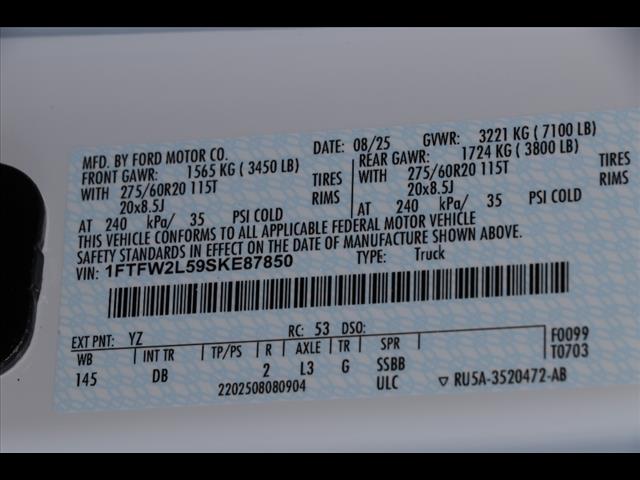 MFD. BY FORD MOTOR CO. DATE: 08/25 GVWR: 3221 KG ( 7100 LB)
FRONT GAWR: 1565 KG ( 3450 LB) REAR GAWR: 1724 KG ( 3800 LB)
WITH 275/60R20 115T TIRES WITH 275/60R20 115T TIRES
20x8.5J RIMS 20x8.5J RIMS
AT 240 kPa/ 35 PSI COLD AT 240 kPa/ 35 PSI COLD
THIS VEHICLE CONFORMS TO ALL APPLICABLE FEDERAL MOTOR VEHICLE
SAFETY STANDARDS IN EFFECT ON THE DATE OF MANUFACTURE SHOWN ABOVE.
VIN: 1FTFW2L59SKE87850 TYPE: Truck
EXT PNT: YZ RC: 53 DSO: F0099
WB INT TR TP/PS R AXLE TR SPR T0703
145 DB 2 L3 G SSBB
2202508080904 ULC ▽ RU5A-3520472-AB